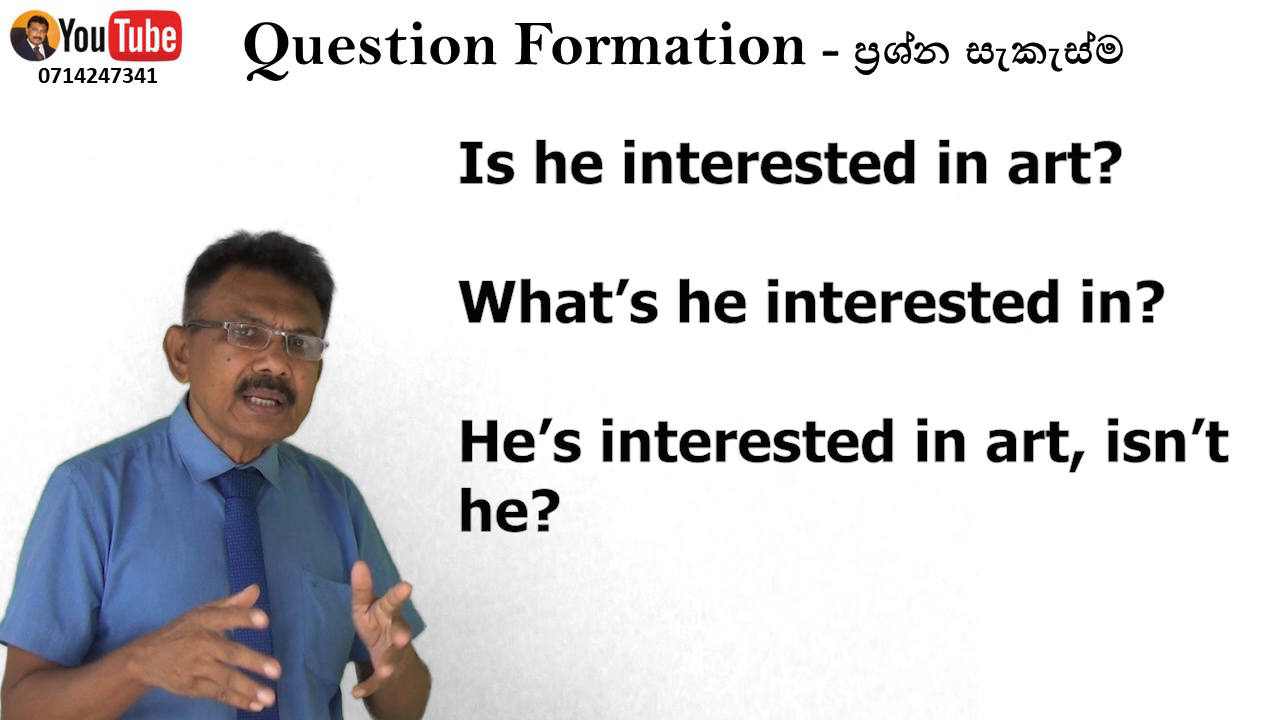 YouTube
0714247341
Question Formation - ප්‍රශ්න සැකැස්ම
Is he interested in art?
What’s he interested in?
He’s interested in art, isn’t
he?